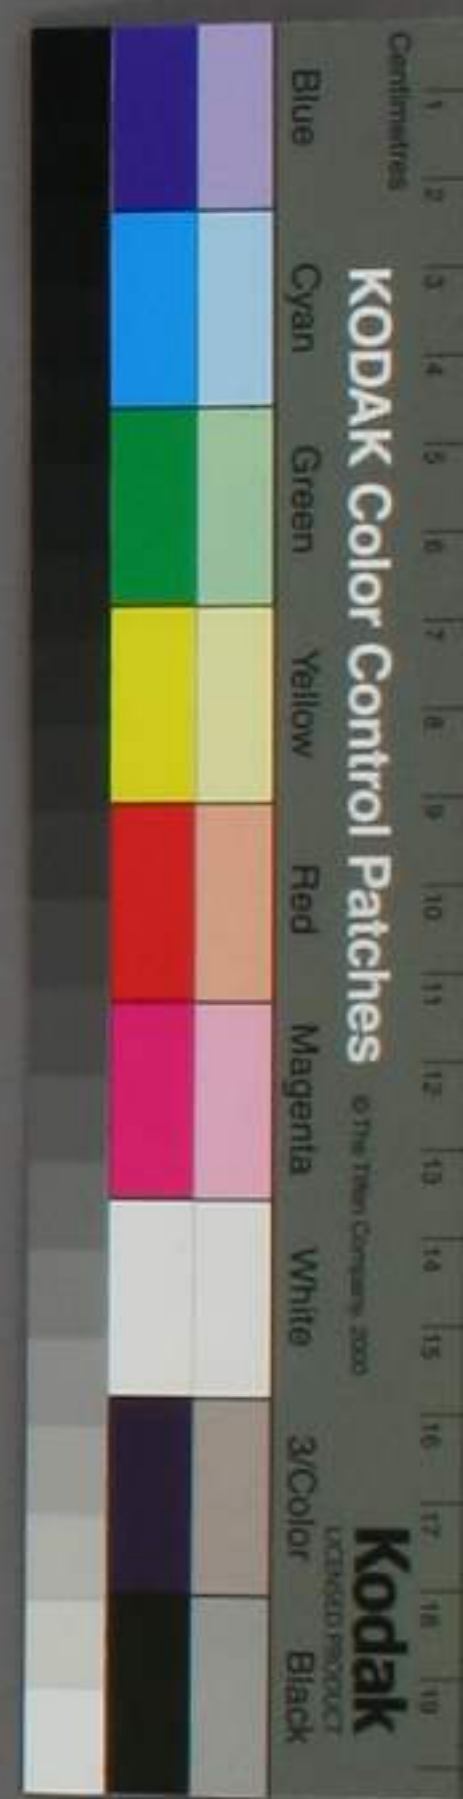 Centimetres
1 2 3 4 5 6 7 8 9 10 11 12 13 14 15 16 17 18 19
KODAK Color Control Patches © The Tiffen Company, 2000 Kodak
LICENSED PRODUCT
Blue Cyan Green Yellow Red Magenta White 3/Color Black